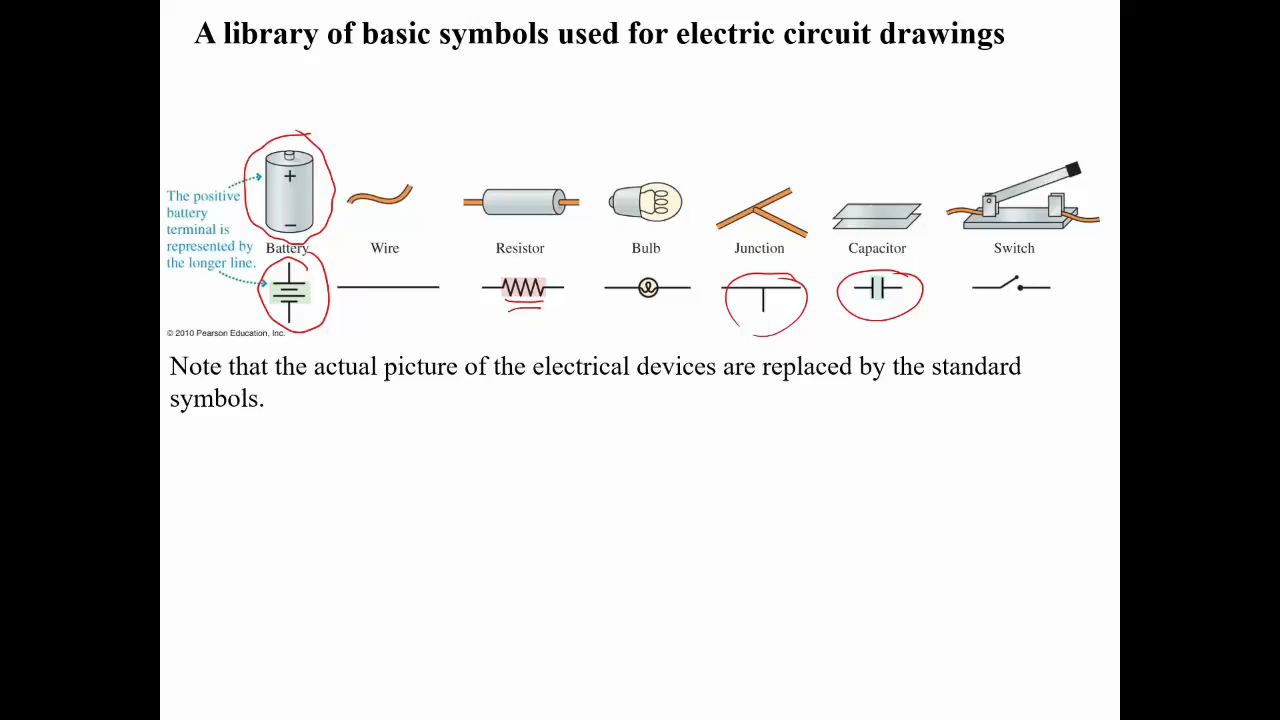 A library of basic symbols used for electric circuit drawings
+
The positive
battery
terminal is
represented by
the longer line.
−
Battery
Wire
Resistor
Bulb
Junction
Capacitor
Switch
© 2010 Pearson Education, Inc.
Note that the actual picture of the electrical devices are replaced by the standard
symbols.